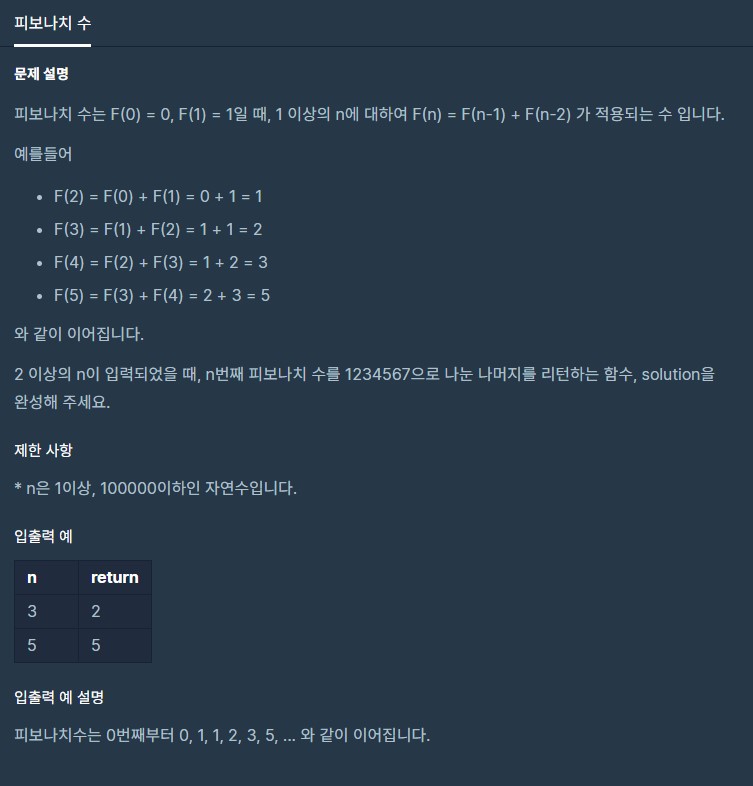 피보나치 수
문제 설명
피보나치 수는 F(0) = 0, F(1) = 1일 때, 1 이상의 n에 대하여 F(n) = F(n-1) + F(n-2) 가 적용되는 수 입니다.
예를들어
• F(2) = F(0) + F(1) = 0 + 1 = 1
• F(3) = F(1) + F(2) = 1 + 1 = 2
• F(4) = F(2) + F(3) = 1 + 2 = 3
• F(5) = F(3) + F(4) = 2 + 3 = 5
와 같이 이어집니다.
2 이상의 n이 입력되었을 때, n번째 피보나치 수를 1234567으로 나눈 나머지를 리턴하는 함수, solution을
완성해 주세요.
제한 사항
* n은 1이상, 100000이하인 자연수입니다.
입출력 예
n return
3 2
5 5
입출력 예 설명
피보나치수는 0번째부터 0, 1, 1, 2, 3, 5, ... 와 같이 이어집니다.